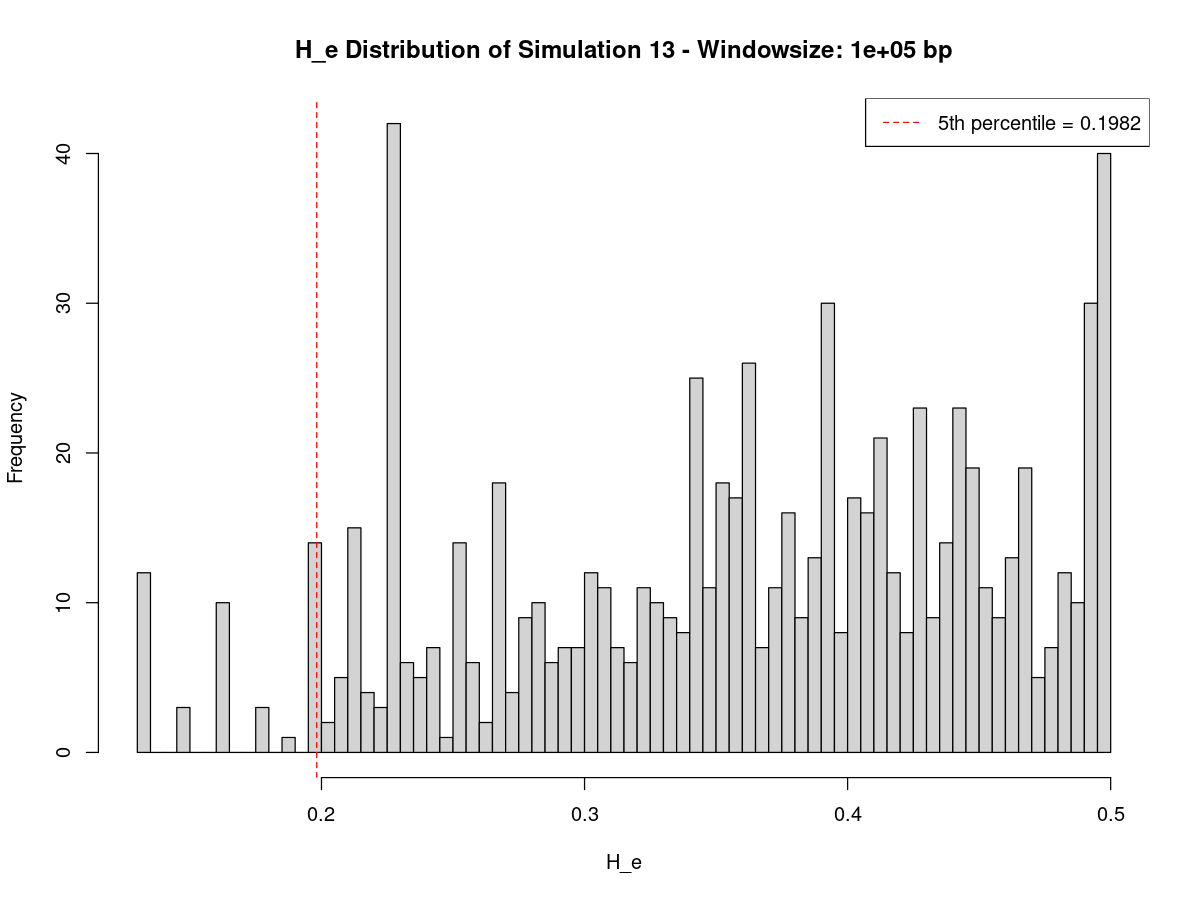 H_e Distribution of Simulation 13 - Windowsize: 1e+05 bp
5th percentile = 0.1982
Frequency
40
30
20
10
0
0.2 0.3 0.4 0.5
H_e